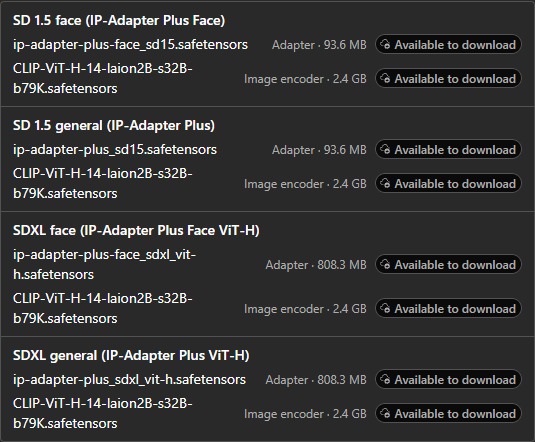 SD 1.5 face (IP-Adapter Plus Face)
ip-adapter-plus-face_sd15.safetensors Adapter · 93.6 MB Available to download
CLIP-ViT-H-14-laion2B-s32B-
b79K.safetensors Image encoder · 2.4 GB Available to download
SD 1.5 general (IP-Adapter Plus)
ip-adapter-plus_sd15.safetensors Adapter · 93.6 MB Available to download
CLIP-ViT-H-14-laion2B-s32B-
b79K.safetensors Image encoder · 2.4 GB Available to download
SDXL face (IP-Adapter Plus Face ViT-H)
ip-adapter-plus-face_sdxl_vit-
h.safetensors Adapter · 808.3 MB Available to download
CLIP-ViT-H-14-laion2B-s32B-
b79K.safetensors Image encoder · 2.4 GB Available to download
SDXL general (IP-Adapter Plus ViT-H)
ip-adapter-plus_sdxl_vit-h.safetensors Adapter · 808.3 MB Available to download
CLIP-ViT-H-14-laion2B-s32B-
b79K.safetensors Image encoder · 2.4 GB Available to download